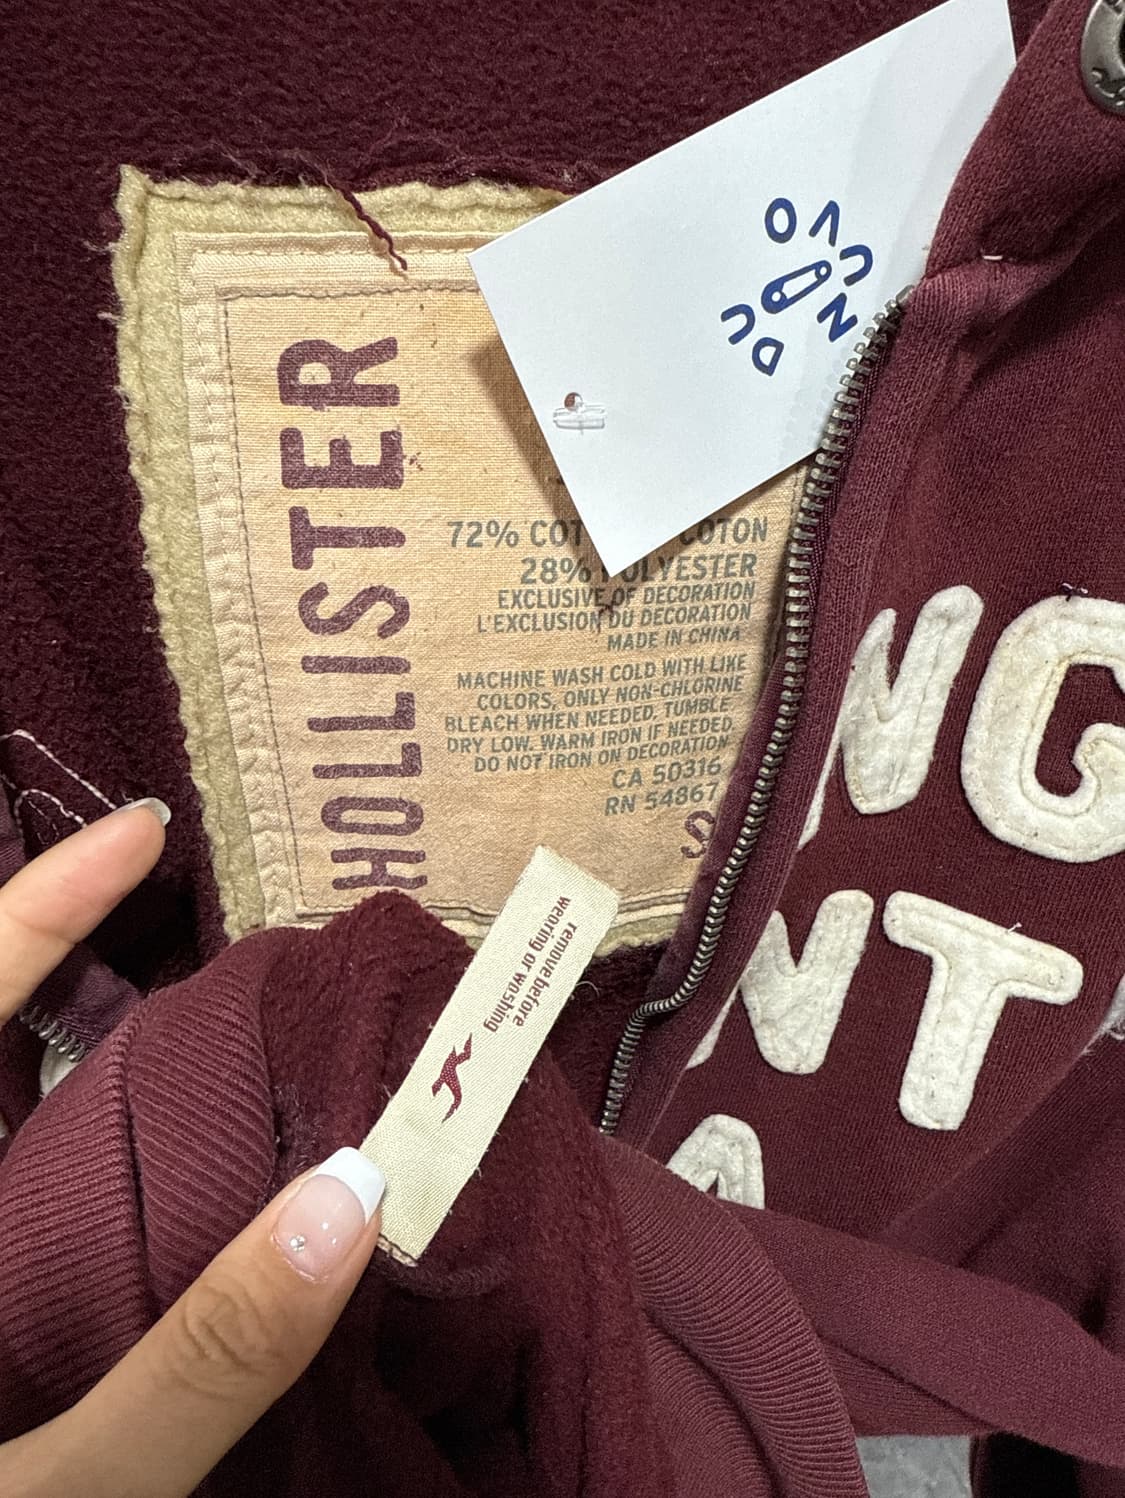 HOLLISTER
72% COT COTON
28% POLYESTER
EXCLUSIVE OF DECORATION
L'EXCLUSION DU DECORATION
MADE IN CHINA
MACHINE WASH COLD WITH LIKE
COLORS, ONLY NON-CHLORINE
BLEACH WHEN NEEDED, TUMBLE
DRY LOW. WARM IRON IF NEEDED.
DO NOT IRON ON DECORATION
CA 50316
RN 54867
S
remove before
wearing or washing
NG
NT
A